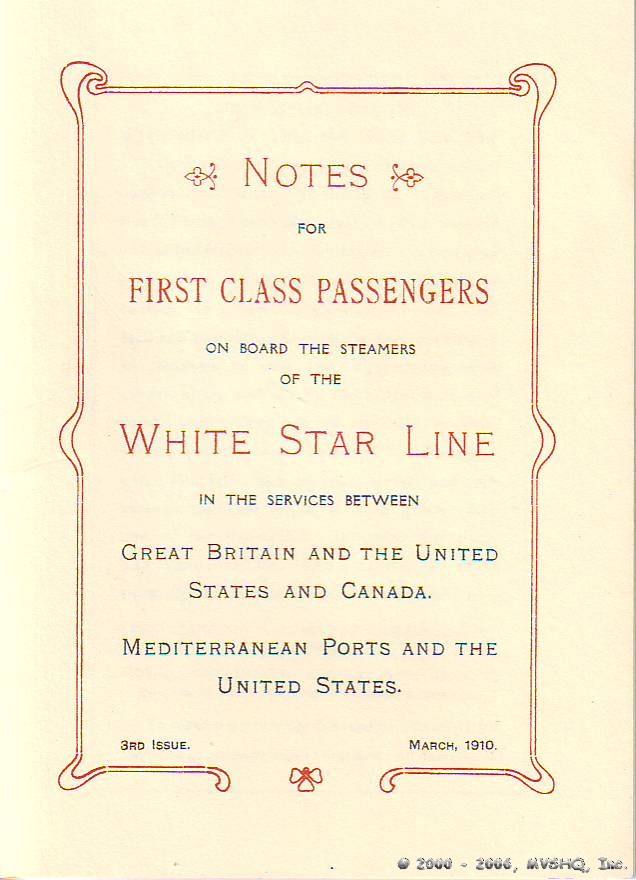 NOTES
FOR
FIRST CLASS PASSENGERS
ON BOARD THE STEAMERS
OF THE
WHITE STAR LINE
IN THE SERVICES BETWEEN
GREAT BRITAIN AND THE UNITED
STATES AND CANADA.
MEDITERRANEAN PORTS AND THE
UNITED STATES.
3RD ISSUE. MARCH, 1910.
© 2000 - 2006, MVSHQ, Inc.